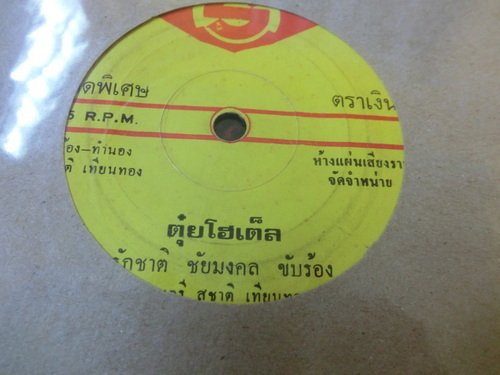 ดพิเศษ
ตราเงิน
5 R.P.M.
ร้อง-ทำนอง
ห้างแผ่นเสียงรา
ติ เทียนทอง
จัดจำหน่าย
ตุ๋ยโฮเต็ล
รักชาติ ชัยมงคล ขับร้อง
สุชาติ เทียนท